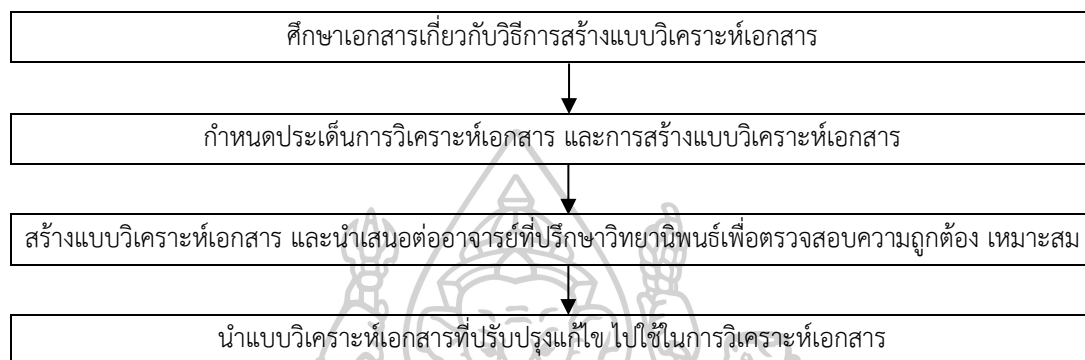 ศึกษาเอกสารเกี่ยวกับวิธีการสร้างแบบวิเคราะห์เอกสาร
กำหนดประเด็นการวิเคราะห์เอกสาร และการสร้างแบบวิเคราะห์เอกสาร
สร้างแบบวิเคราะห์เอกสาร และนำเสนอต่ออาจารย์ที่ปรึกษาวิทยานิพนธ์เพื่อตรวจสอบความถูกต้อง เหมาะสม
นำแบบวิเคราะห์เอกสารที่ปรับปรุงแก้ไข ไปใช้ในการวิเคราะห์เอกสาร